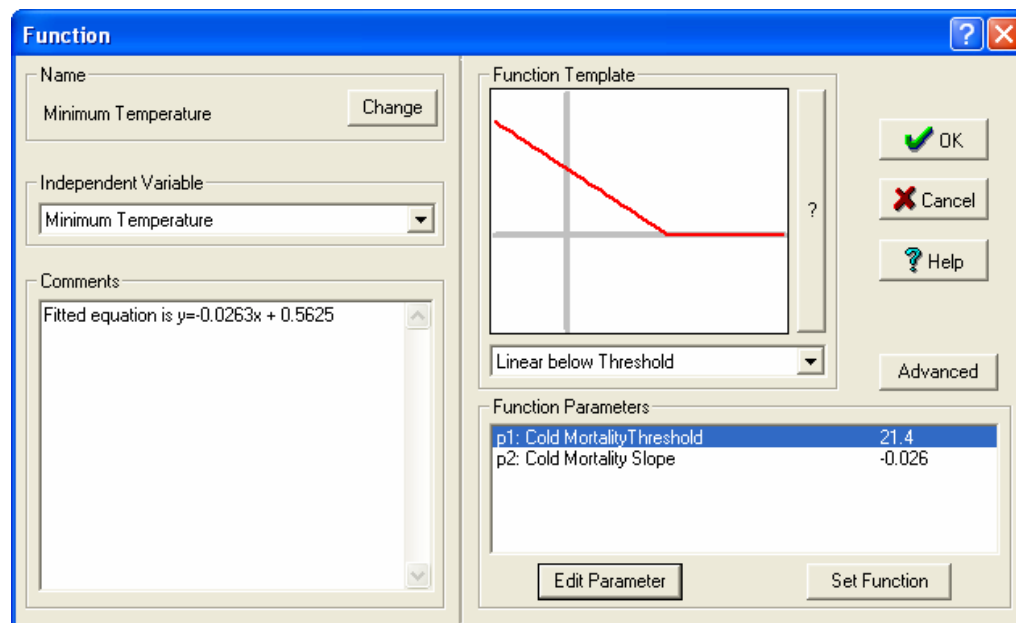 Function
Name
Minimum Temperature
Change
Independent Variable
Minimum Temperature
Comments
Fitted equation is y=-0.0263x + 0.5625
Function Template
?
Linear below Threshold
OK
Cancel
? Help
Advanced
Function Parameters
p1: Cold MortalityThreshold 21.4
p2: Cold Mortality Slope -0.026
Edit Parameter
Set Function